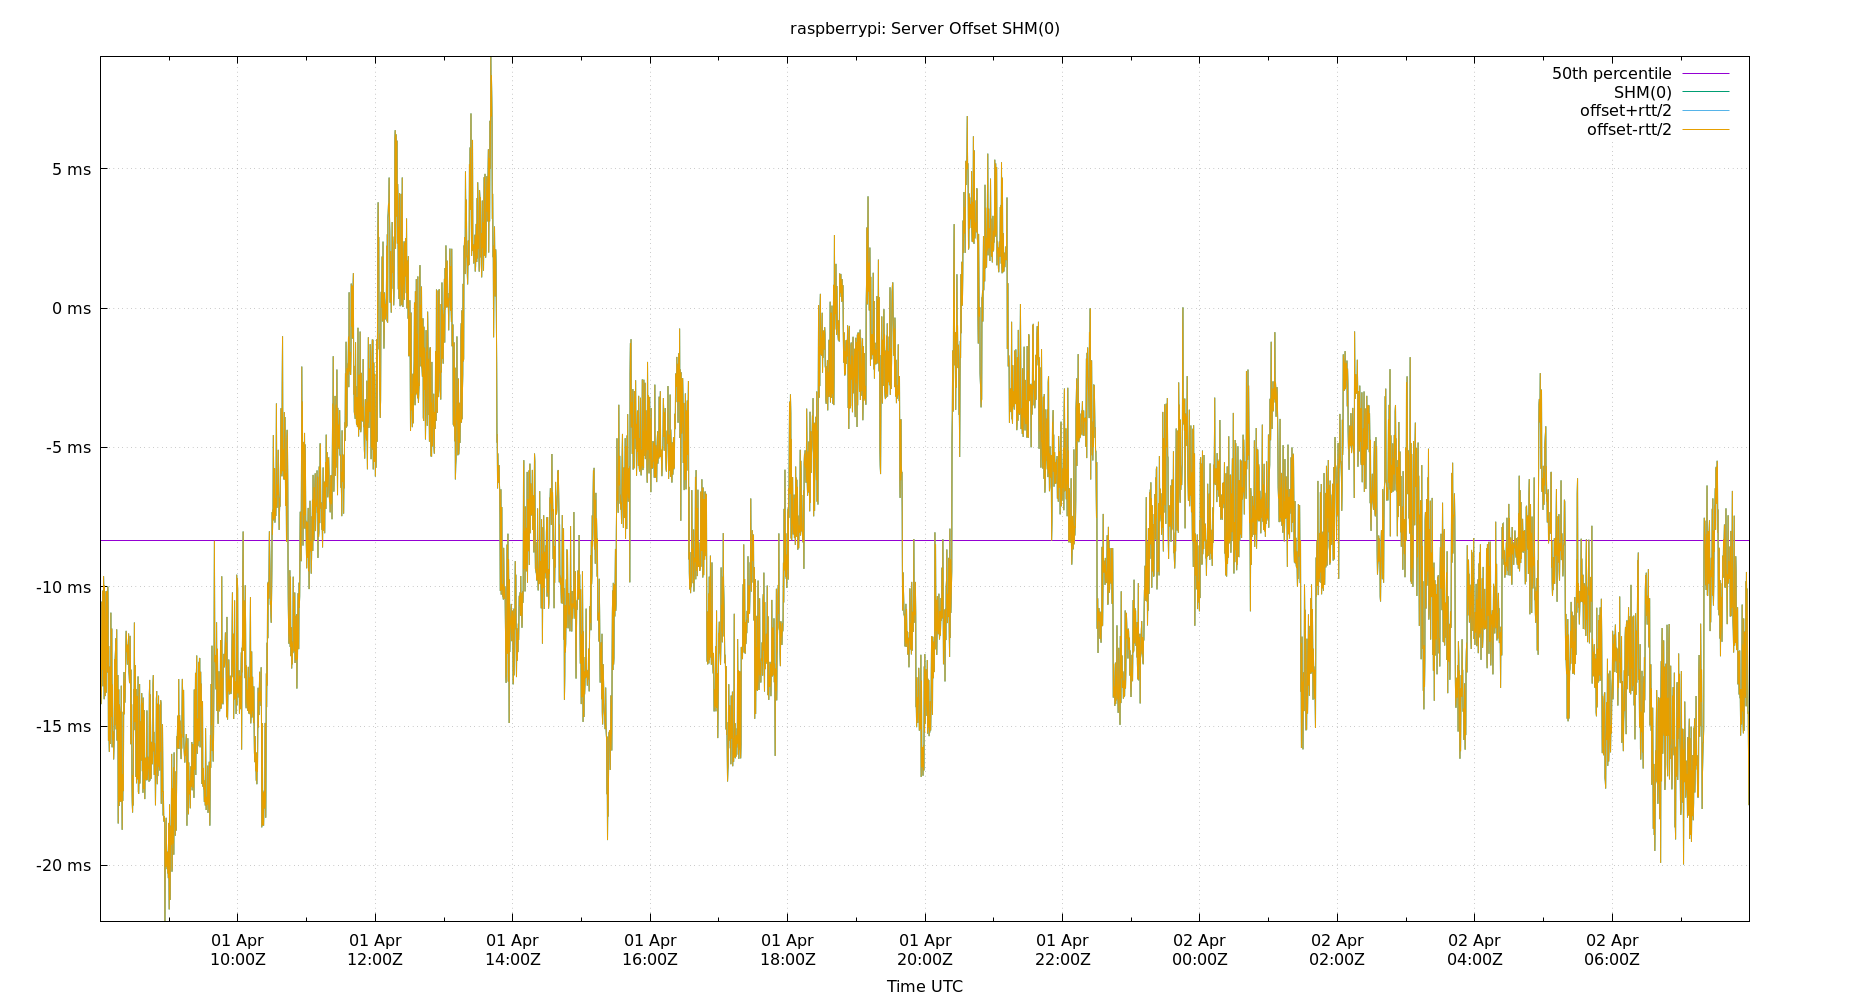 raspberrypi: Server Offset SHM(0)
50th percentile
SHM(0)
offset+rtt/2
offset-rtt/2
5 ms
0 ms
-5 ms
-10 ms
-15 ms
-20 ms
01 Apr 01 Apr 01 Apr 01 Apr 01 Apr 01 Apr 01 Apr 02 Apr 02 Apr 02 Apr 02 Apr
10:00Z 12:00Z 14:00Z 16:00Z 18:00Z 20:00Z 22:00Z 00:00Z 02:00Z 04:00Z 06:00Z
Time UTC